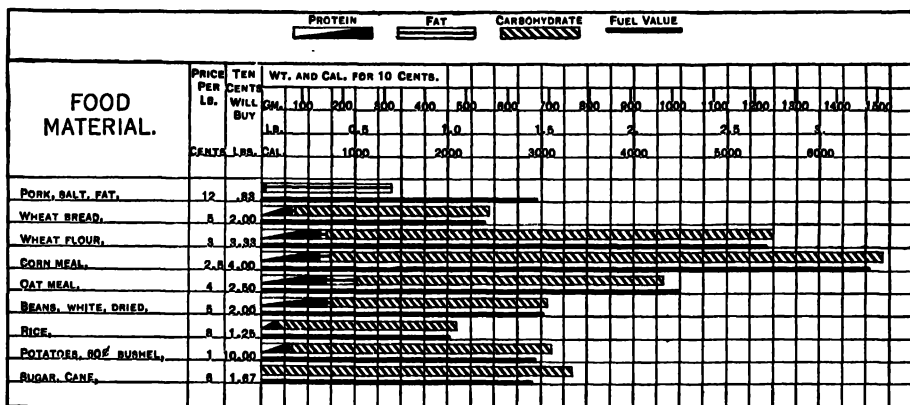 PROTEIN FAT CARBOHYDRATE FUEL VALUE
FOOD MATERIAL.
PRICE PER LB.
CENTS
TEN CENTS WILL BUY
LBS.
WT. AND CAL. FOR 10 CENTS.
GM. 100 200 300 400 500 600 700 800 900 1000 1100 1200 1300 1400 1500
LB. 0.5 1.0 1.5 2. 2.5 3.
CAL. 1000 2000 3000 4000 5000 6000
PORK, SALT, FAT, 12 .83
WHEAT BREAD, 5 2.00
WHEAT FLOUR, 3 3.33
CORN MEAL, 2.5 4.00
OAT MEAL, 4 2.50
BEANS, WHITE, DRIED, 5 2.00
RICE, 8 1.25
POTATOES, 60¢ BUSHEL, 1 10.00
SUGAR, CANE, 6 1.67